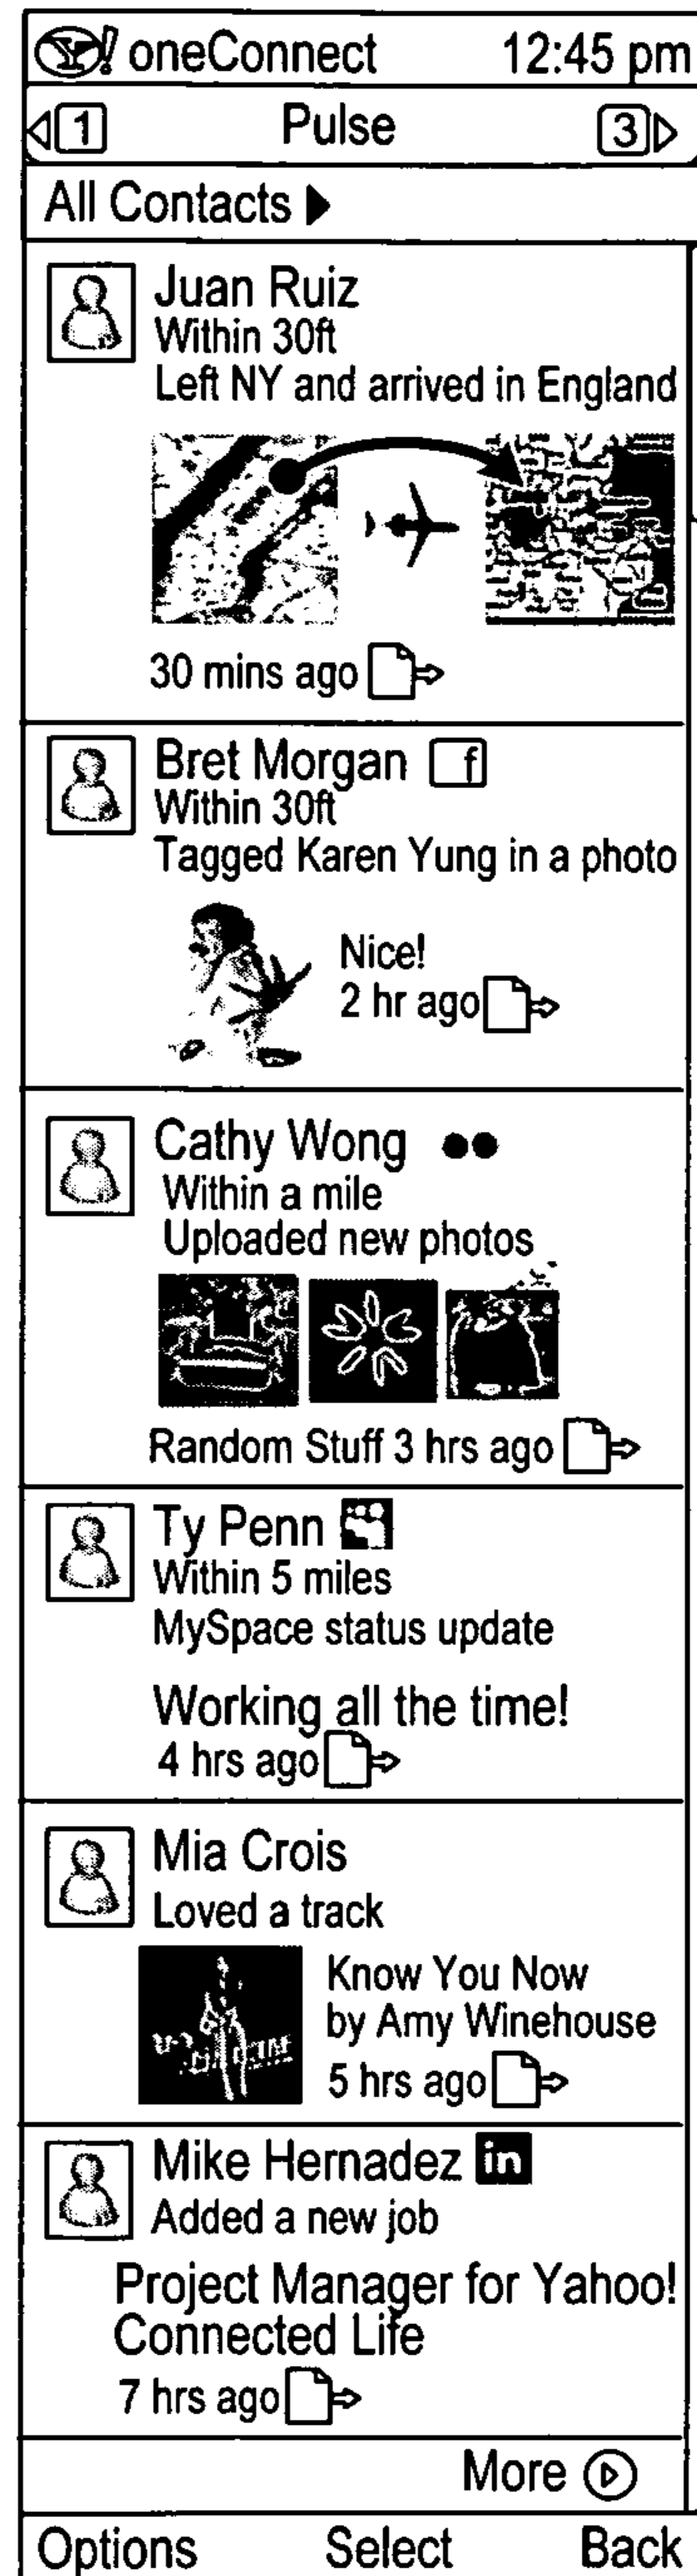 Y! oneConnect 12:45 pm
1 Pulse 3
All Contacts
Juan Ruiz
Within 30ft
Left NY and arrived in England
30 mins ago
Bret Morgan f
Within 30ft
Tagged Karen Yung in a photo
Nice!
2 hr ago
Cathy Wong
Within a mile
Uploaded new photos
Random Stuff 3 hrs ago
Ty Penn
Within 5 miles
MySpace status update
Working all the time!
4 hrs ago
Mia Crois
Loved a track
Know You Now
by Amy Winehouse
5 hrs ago
Mike Hernadez in
Added a new job
Project Manager for Yahoo!
Connected Life
7 hrs ago
More
Options Select Back